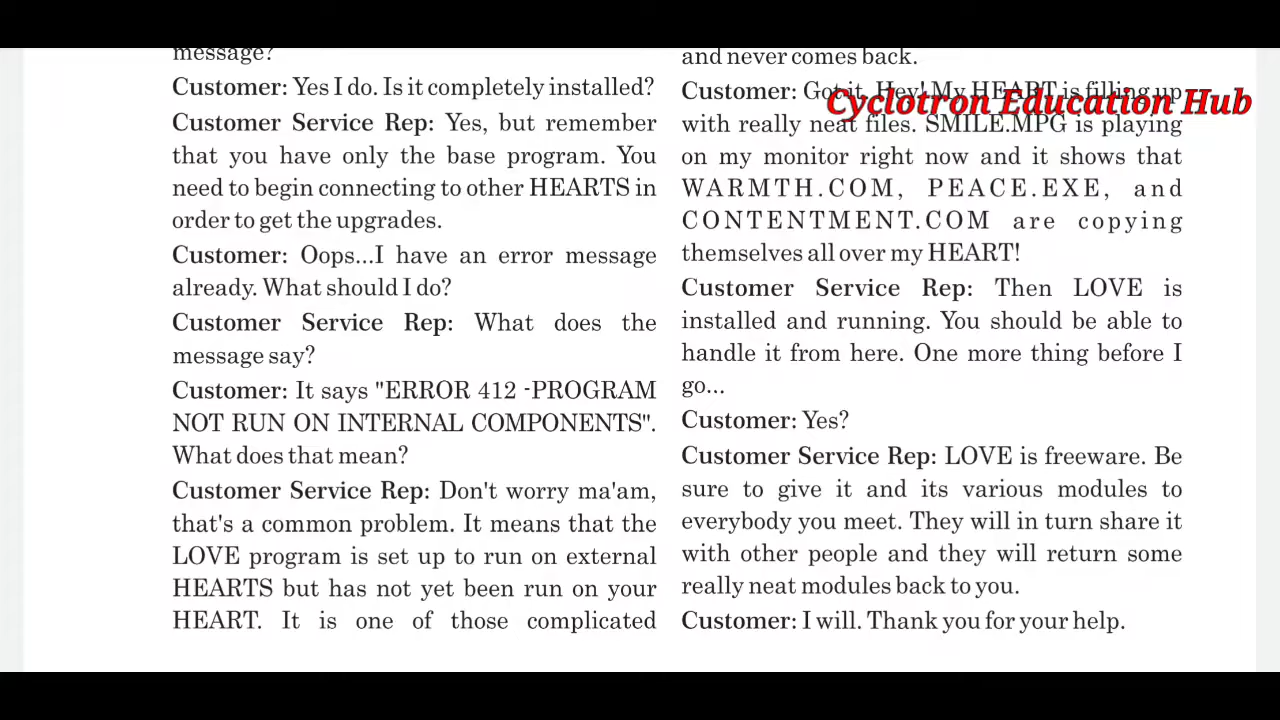 message?
Customer: Yes I do. Is it completely installed?
Customer Service Rep: Yes, but remember
that you have only the base program. You
need to begin connecting to other HEARTS in
order to get the upgrades.
Customer: Oops...I have an error message
already. What should I do?
Customer Service Rep: What does the
message say?
Customer: It says "ERROR 412 -PROGRAM
NOT RUN ON INTERNAL COMPONENTS".
What does that mean?
Customer Service Rep: Don't worry ma'am,
that's a common problem. It means that the
LOVE program is set up to run on external
HEARTS but has not yet been run on your
HEART. It is one of those complicated
and never comes back.
Customer: Got it. Hey! My HEART is filling up
Cyclotron Education Hub
with really neat files. SMILE.MPG is playing
on my monitor right now and it shows that
WARMTH.COM, PEACE.EXE, and
CONTENTMENT.COM are copying
themselves all over my HEART!
Customer Service Rep: Then LOVE is
installed and running. You should be able to
handle it from here. One more thing before I
go...
Customer: Yes?
Customer Service Rep: LOVE is freeware. Be
sure to give it and its various modules to
everybody you meet. They will in turn share it
with other people and they will return some
really neat modules back to you.
Customer: I will. Thank you for your help.